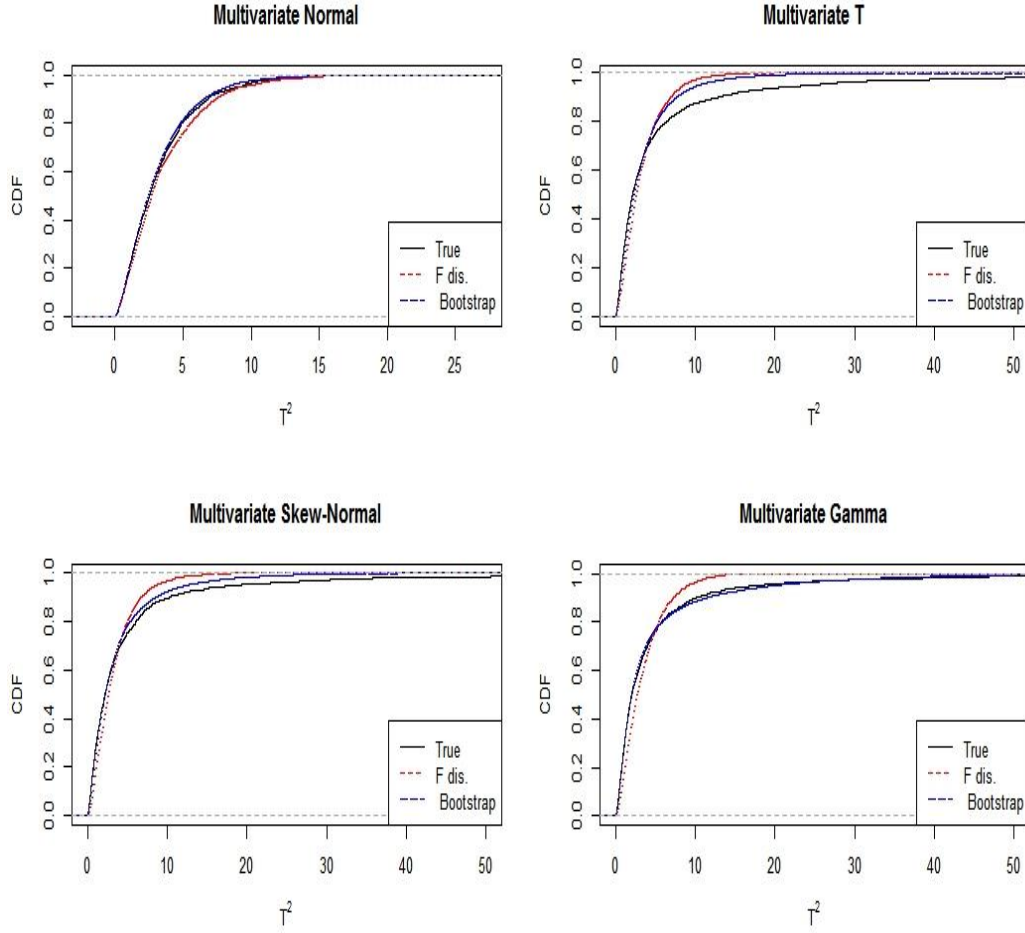 Multivariate Normal
CDF
0.0 0.2 0.4 0.6 0.8 1.0
True
F dis.
Bootstrap
0 5 10 15 20 25
T²
Multivariate T
CDF
0.0 0.2 0.4 0.6 0.8 1.0
True
F dis.
Bootstrap
0 10 20 30 40 50
T²
Multivariate Skew-Normal
CDF
0.0 0.2 0.4 0.6 0.8 1.0
True
F dis.
Bootstrap
0 10 20 30 40 50
T²
Multivariate Gamma
CDF
0.0 0.2 0.4 0.6 0.8 1.0
True
F dis.
Bootstrap
0 10 20 30 40 50
T²